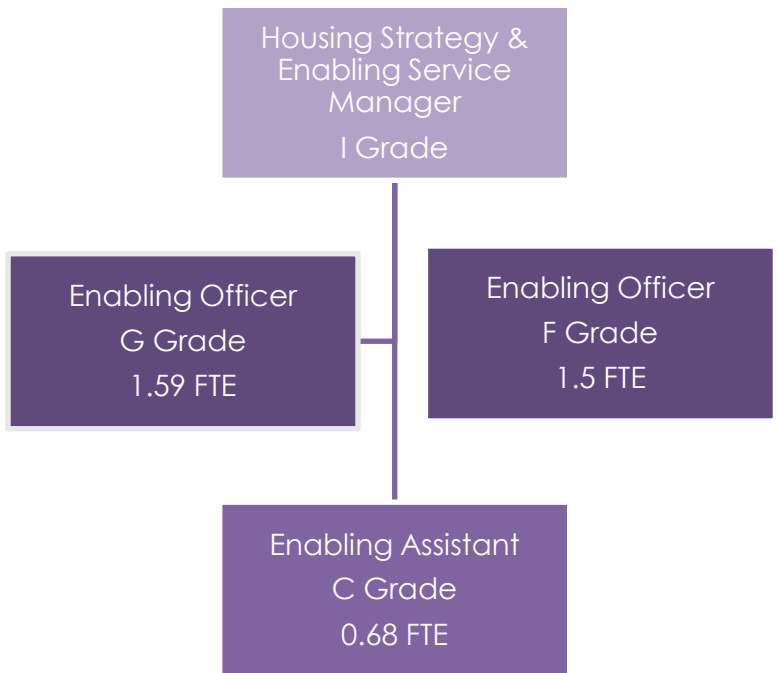 Housing Strategy &
Enabling Service
Manager
I Grade
Enabling Officer
G Grade
1.59 FTE
Enabling Officer
F Grade
1.5 FTE
Enabling Assistant
C Grade
0.68 FTE